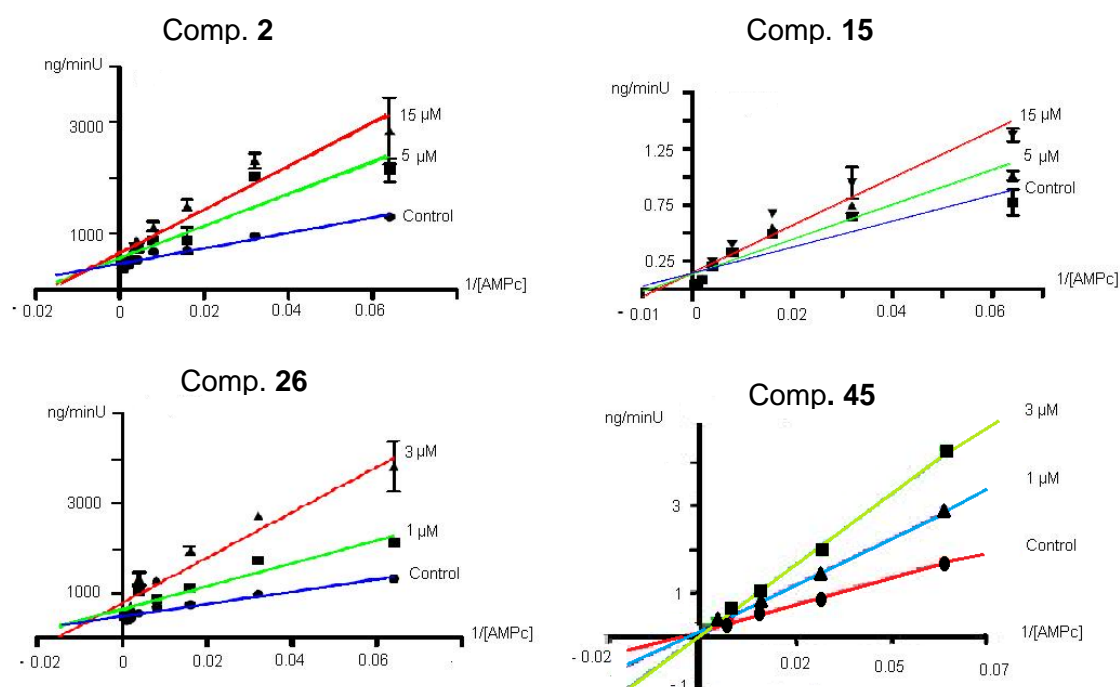 Comp. 2
ng/minU
3000
1000
15 µM
5 µM
Control
1/[AMPc]
- 0.02
0
0.02
0.04
0.06
Comp. 15
ng/minU
1.25
0.75
0.25
15 µM
5 µM
Control
1/[AMPc]
- 0.01
0
0.02
0.04
0.06
Comp. 26
ng/minU
3000
1000
3 µM
1 µM
Control
1/[AMPc]
- 0.02
0
0.02
0.04
0.06
Comp. 45
ng/minU
3
1
- 1
3 µM
1 µM
Control
1/[AMPc]
- 0.02
0.02
0.05
0.07